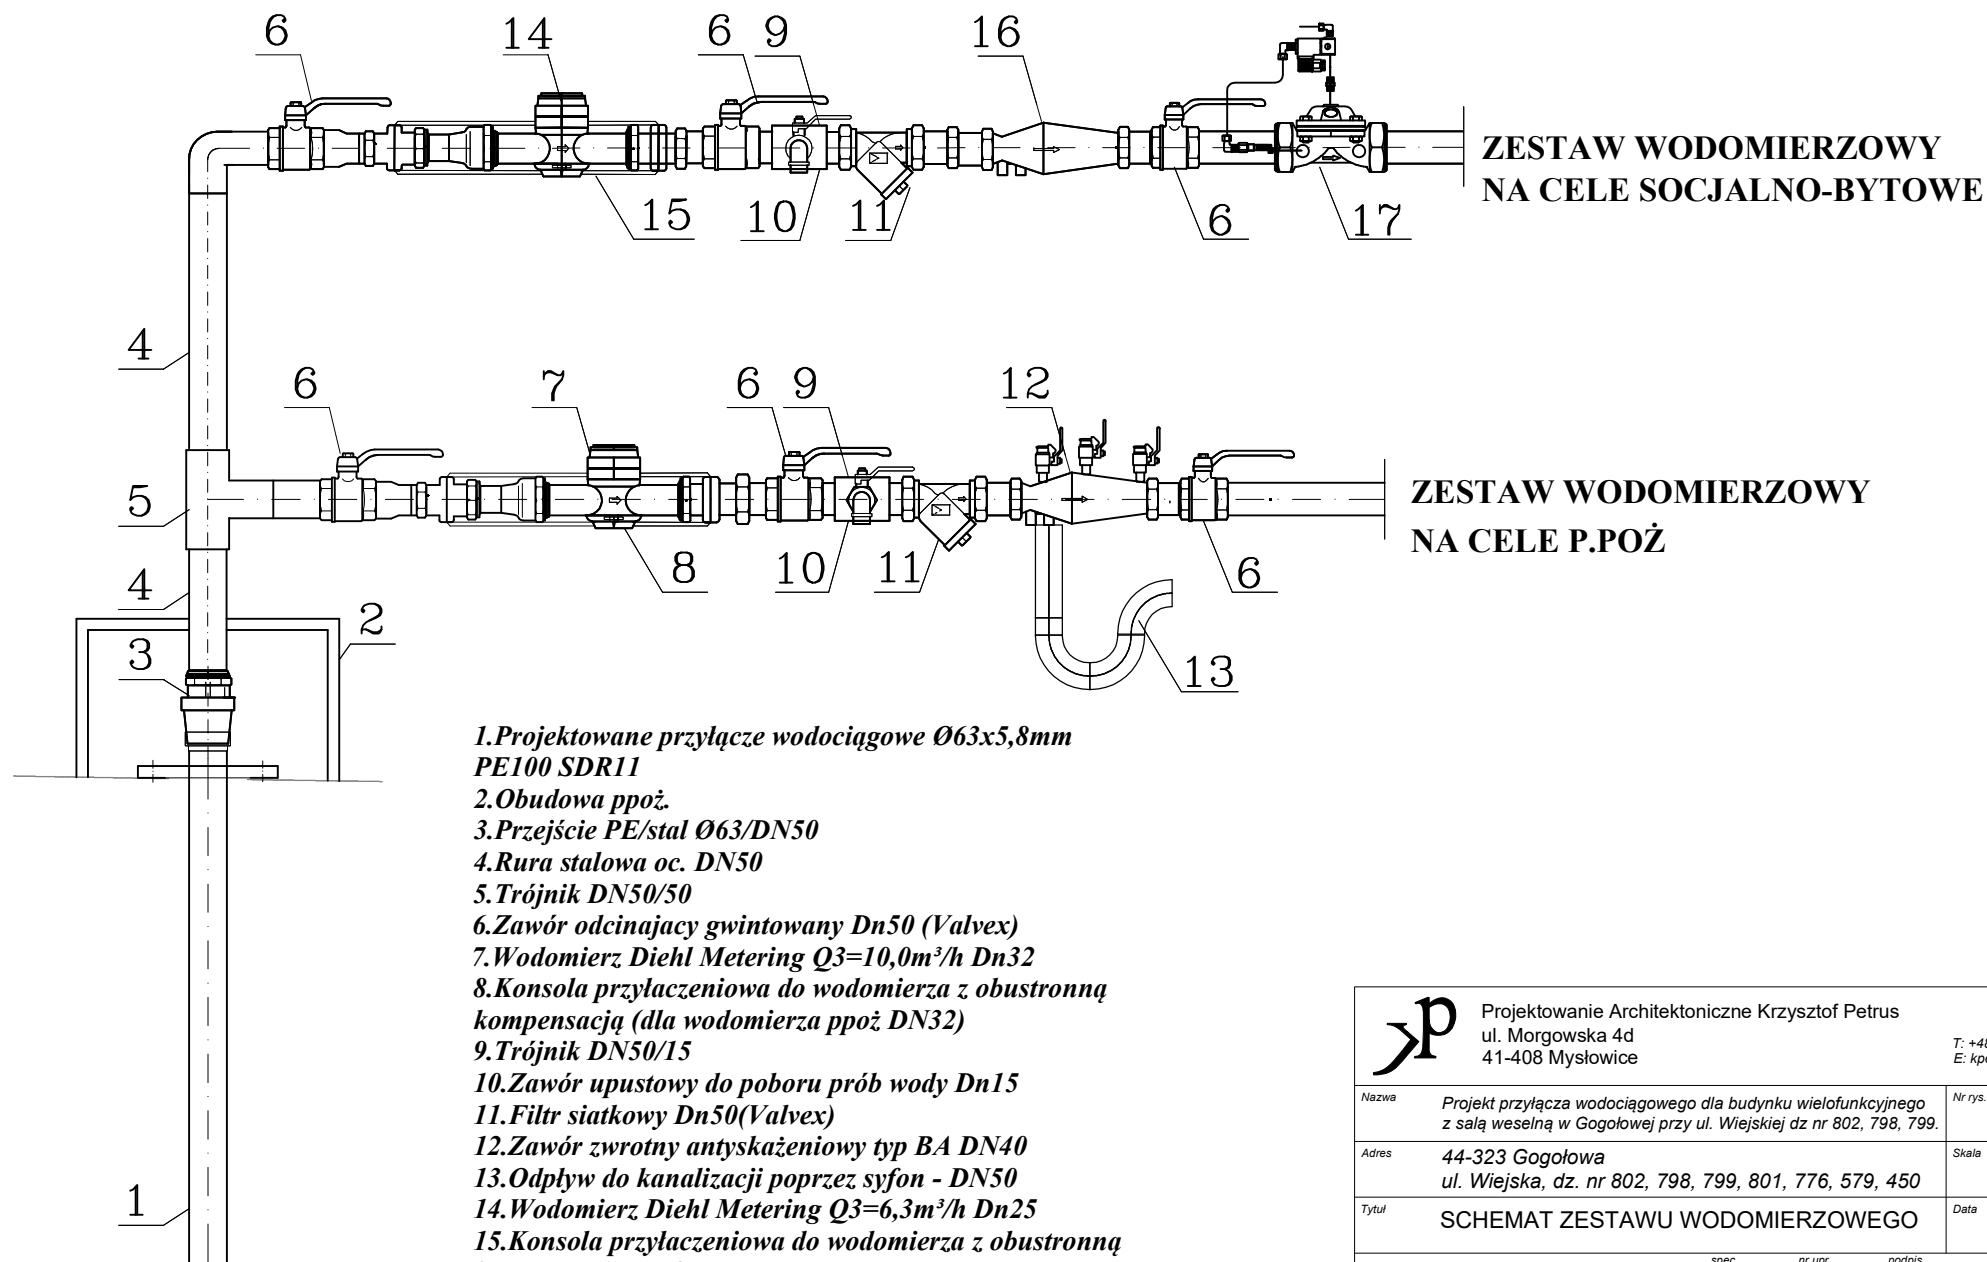 6
14
6
9
16
ZESTAW WODOMIERZOWY
NA CELE SOCJALNO-BYTOWE
15
10
11
6
17
4
6
7
6
9
12
ZESTAW WODOMIERZOWY
NA CELE P.POŻ
5
8
10
11
6
4
2
3
13
1.Projektowane przyłącze wodociągowe Ø63x5,8mm
PE100 SDR11
2.Obudowa ppoż.
3.Przejście PE/stal Ø63/DN50
4.Rura stalowa oc. DN50
5.Trójnik DN50/50
6.Zawór odcinajacy gwintowany Dn50 (Valvex)
7.Wodomierz Diehl Metering Q3=10,0m³/h Dn32
8.Konsola przyłaczeniowa do wodomierza z obustronną
kompensacją (dla wodomierza ppoż DN32)
9.Trójnik DN50/15
10.Zawór upustowy do poboru prób wody Dn15
11.Filtr siatkowy Dn50(Valvex)
12.Zawór zwrotny antyskażeniowy typ BA DN40
13.Odpływ do kanalizacji poprzez syfon - DN50
14.Wodomierz Diehl Metering Q3=6,3m³/h Dn25
15.Konsola przyłaczeniowa do wodomierza z obustronną
1
kp
Projektowanie Architektoniczne Krzysztof Petrus
ul. Morgowska 4d
41-408 Mysłowice
T: +48
E: kpe
Nazwa
Projekt przyłącza wodociągowego dla budynku wielofunkcyjnego
z salą weselną w Gogołowej przy ul. Wiejskiej dz nr 802, 798, 799.
Nr rys.
Adres
44-323 Gogołowa
ul. Wiejska, dz. nr 802, 798, 799, 801, 776, 579, 450
Skala
Tytuł
SCHEMAT ZESTAWU WODOMIERZOWEGO
Data
spec. nr upr. podpis